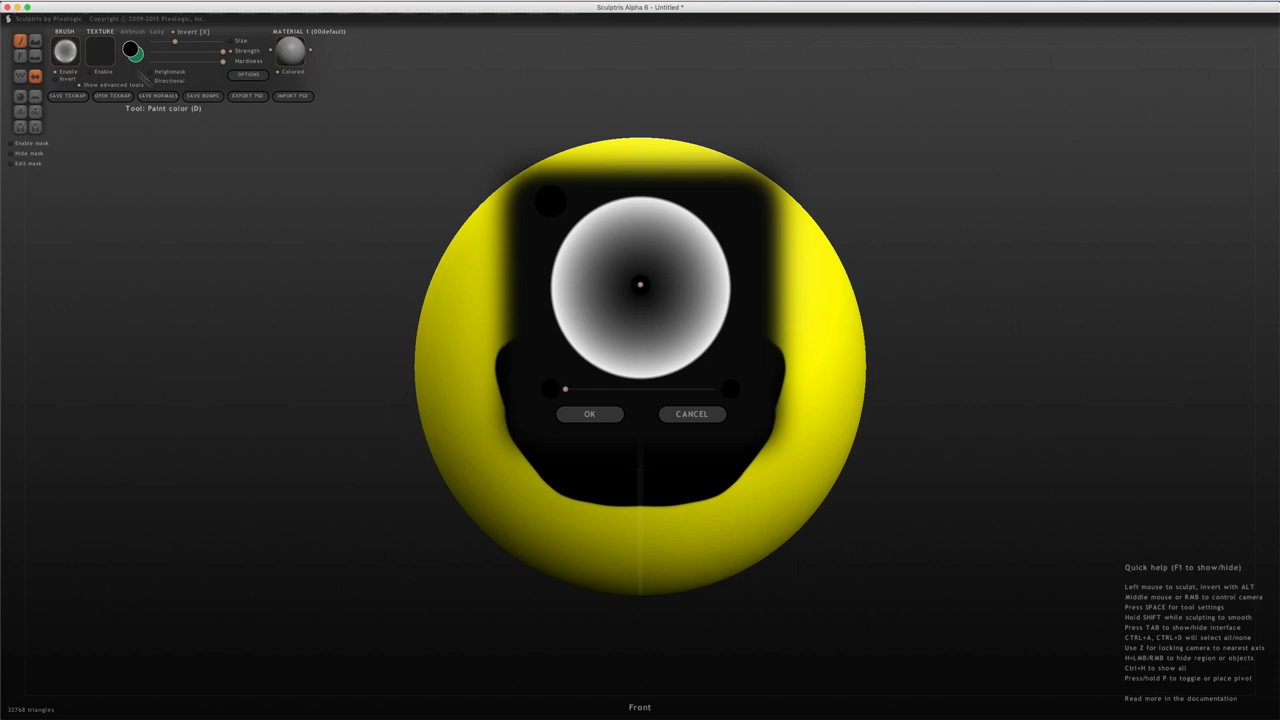 Sculptris Alpha 6 - Untitled *
Sculptris by Pixologic Copyright ©2009-2015 Pixologic, Inc.
BRUSH TEXTURE Airbrush Lazy Invert [X] MATERIAL 1 (00default)
Size
Strength
Hardness
Enable Enable Heightmask OPTIONS Colored
Invert Directional
Show advanced tools
SAVE TEXMAP OPEN TEXMAP SAVE NORMALS SAVE BUMPS EXPORT PSD IMPORT PSD
Tool: Paint color (D)
Enable mask
Hide mask
Edit mask
OK CANCEL
Quick help (F1 to show/hide)
Left mouse to sculpt, invert with ALT
Middle mouse or RMB to control camera
Press SPACE for tool settings
Hold SHIFT while sculpting to smooth
Press TAB to show/hide interface
CTRL+A, CTRL+D will select all/none
Use Z for locking camera to nearest axis
H+LMB/RMB to hide region or objects
Ctrl+H to show all
Press/hold P to toggle or place pivot
Read more in the documentation
32768 triangles
Front